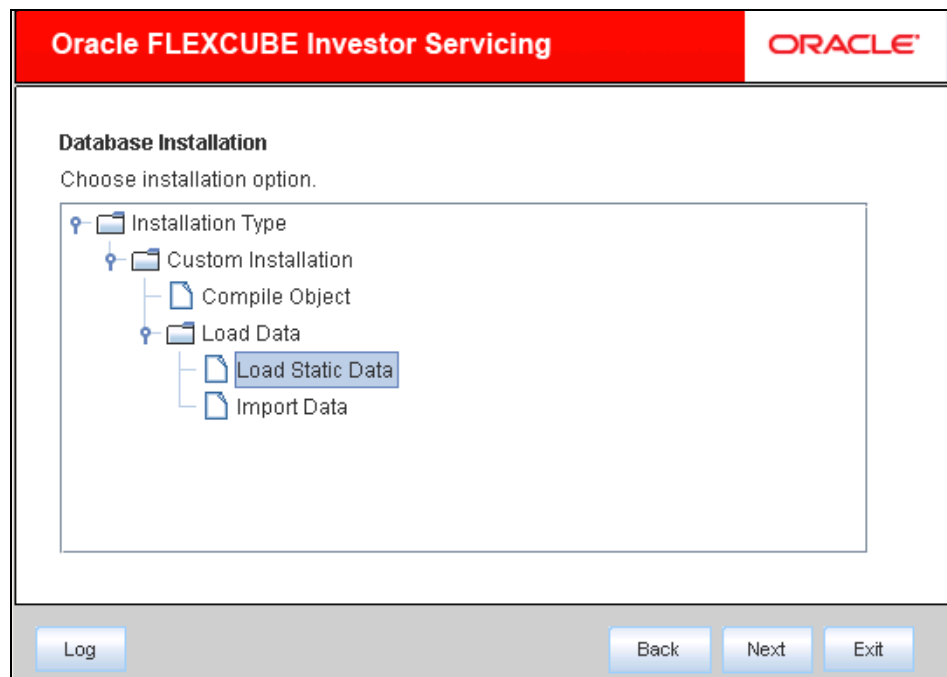 Oracle FLEXCUBE Investor Servicing
ORACLE
Database Installation
Choose installation option.
Installation Type
Custom Installation
Compile Object
Load Data
Load Static Data
Import Data
Log
Back
Next
Exit